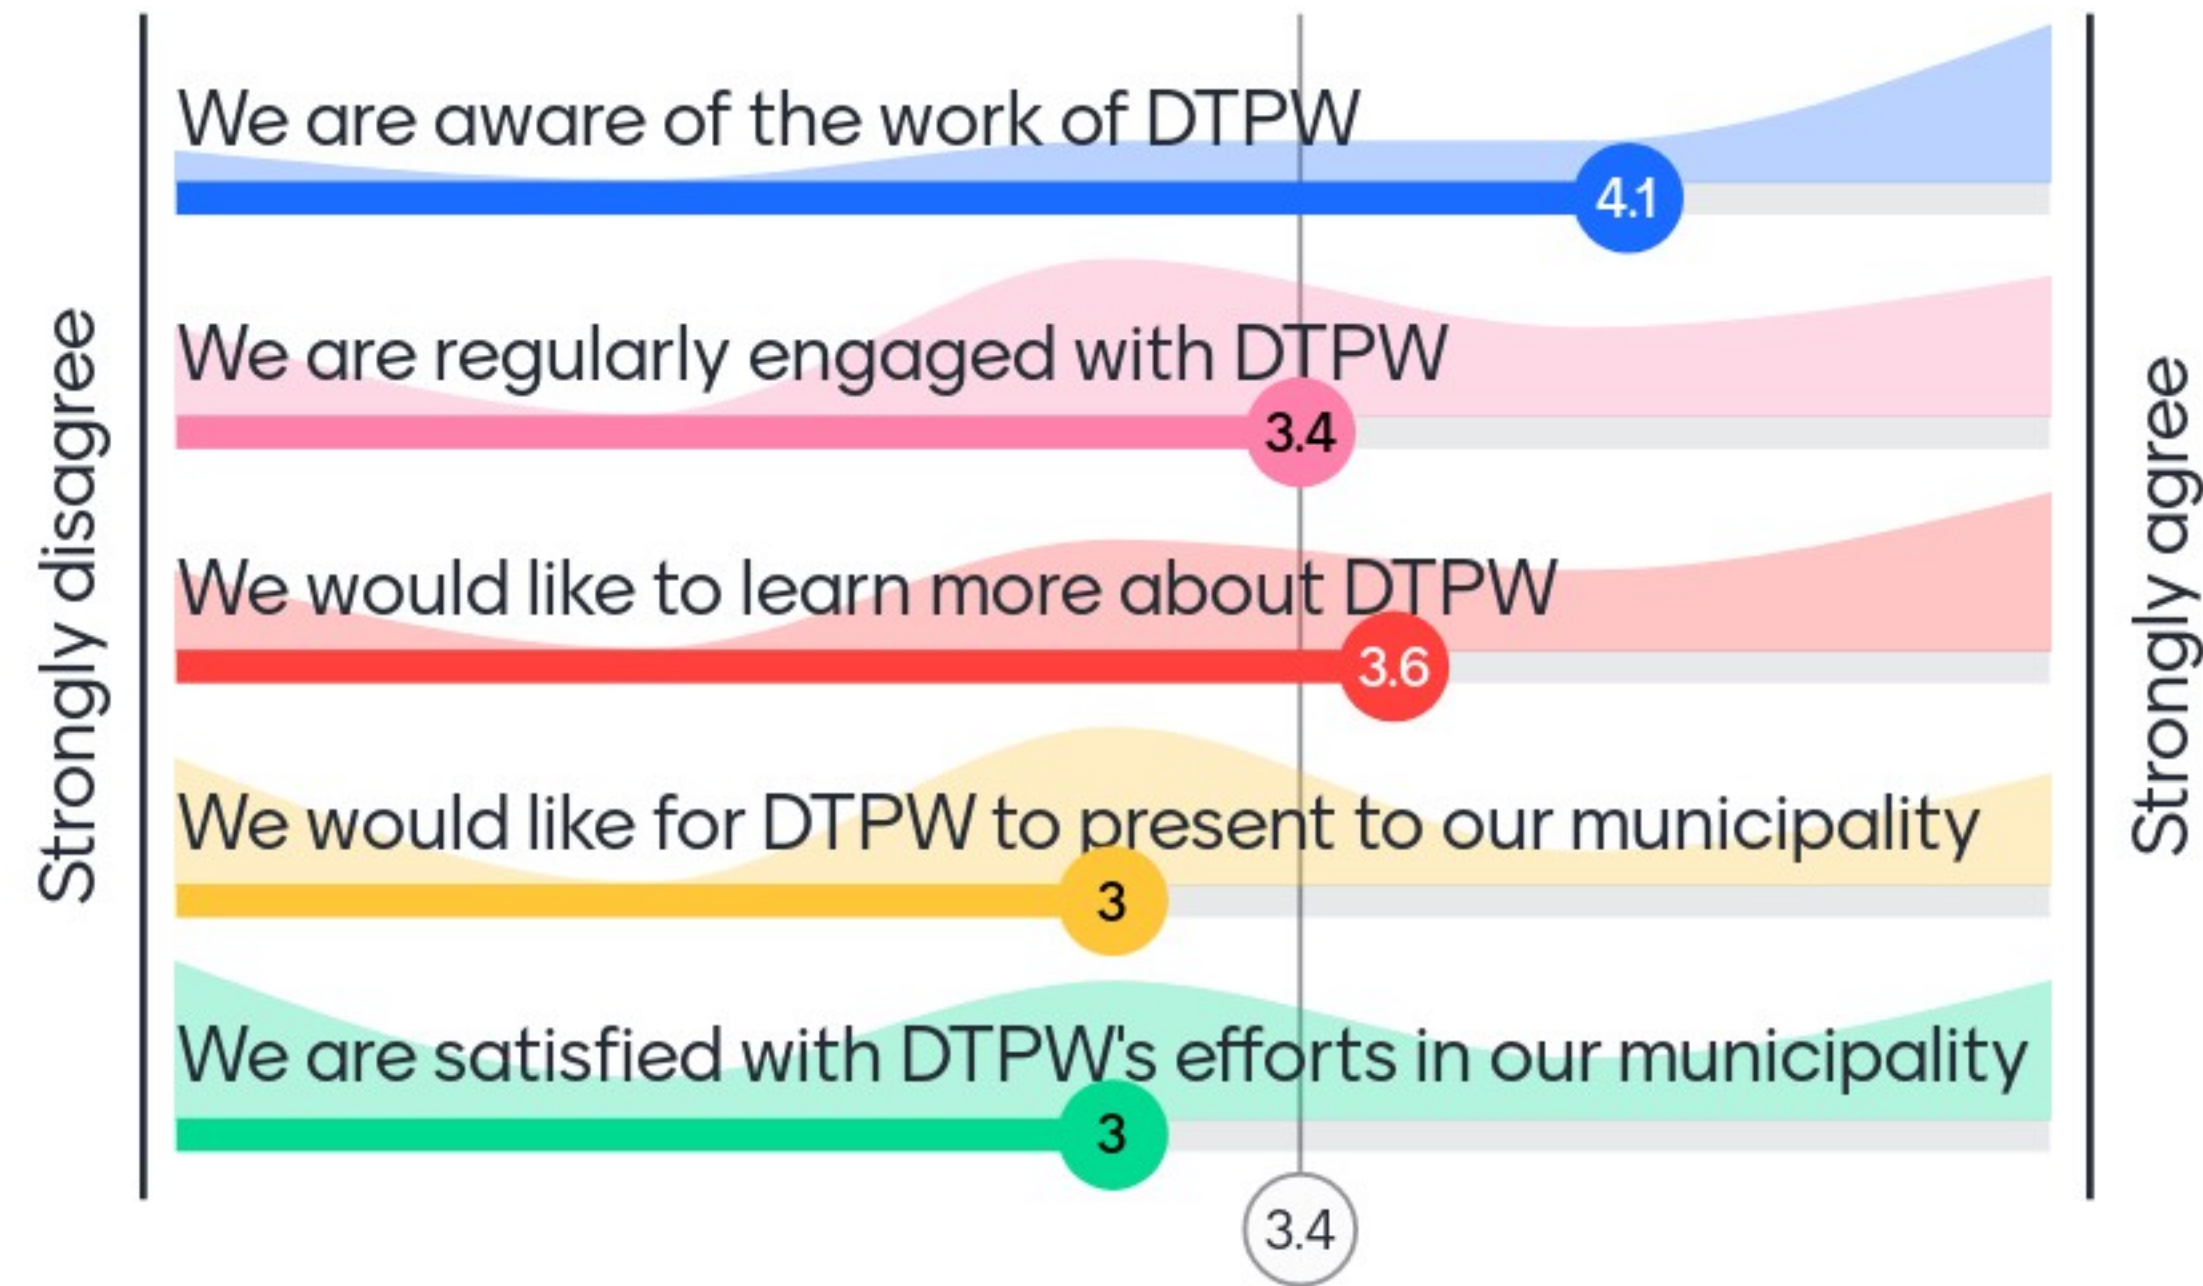 Strongly disagree
We are aware of the work of DTPW
4.1
We are regularly engaged with DTPW
3.4
We would like to learn more about DTPW
3.6
We would like for DTPW to present to our municipality
3
We are satisfied with DTPW's efforts in our municipality
3
3.4
Strongly agree